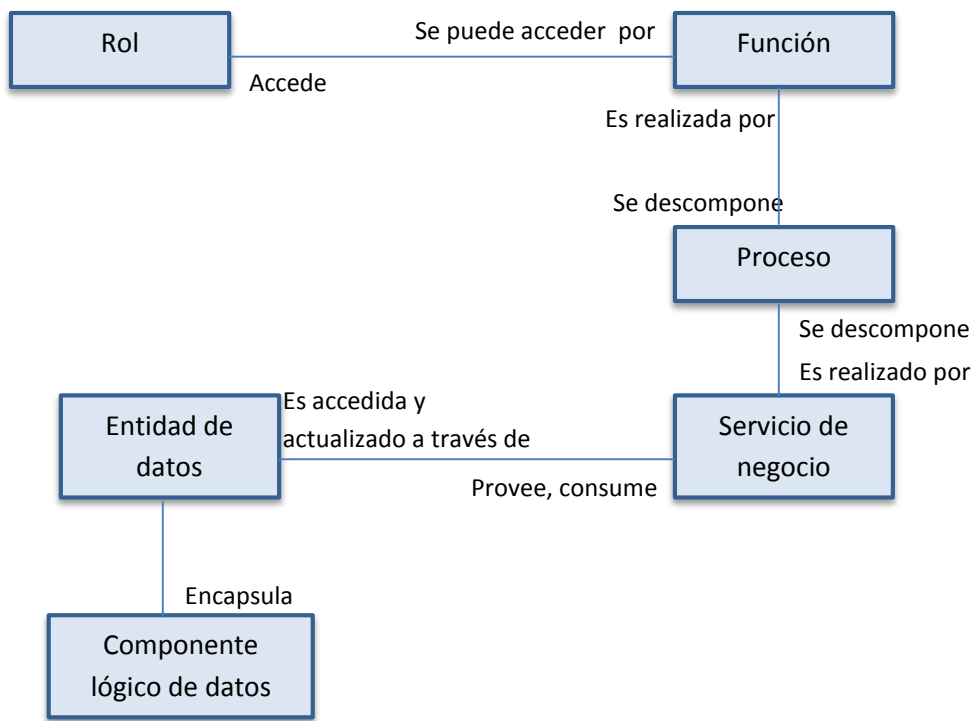 Rol
Se puede acceder por
Función
Accede
Es realizada por
Se descompone
Proceso
Se descompone
Es realizado por
Es accedida y
actualizado a través de
Entidad de
datos
Servicio de
negocio
Provee, consume
Encapsula
Componente
lógico de datos